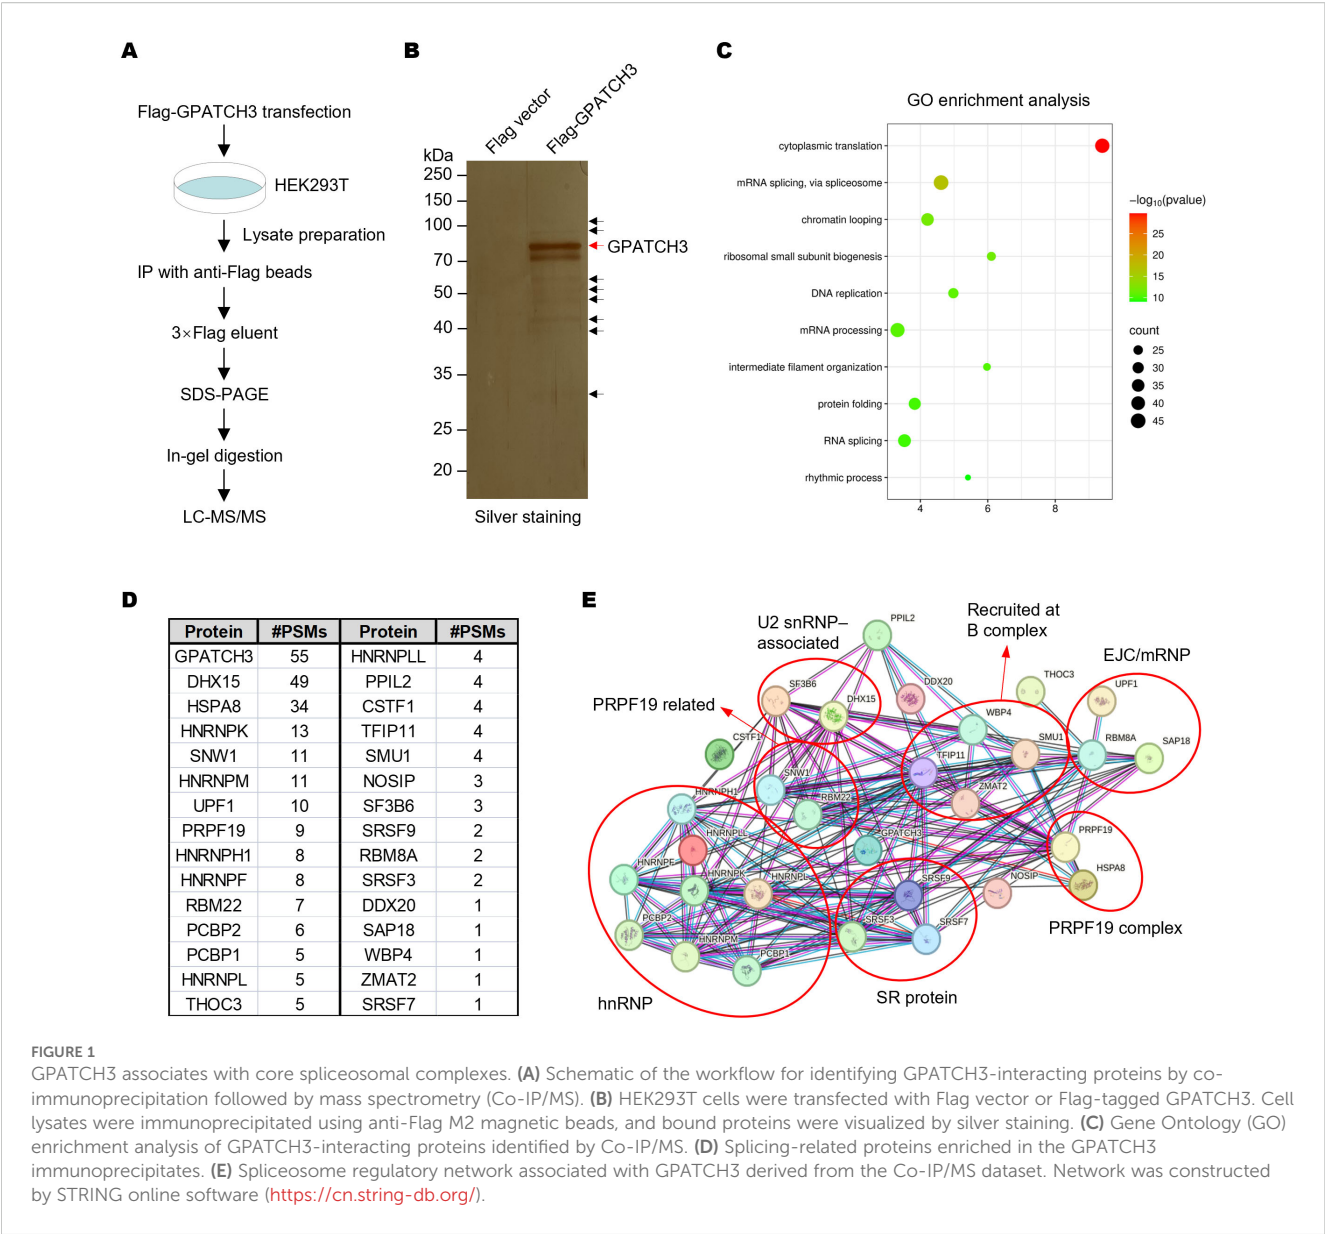 A
Flag-GPATCH3 transfection
HEK293T
Lysate preparation
IP with anti-Flag beads
3×Flag eluent
SDS-PAGE
In-gel digestion
LC-MS/MS
B
Flag vector
Flag-GPATCH3
kDa
250
150
100
70
50
40
35
25
20
GPATCH3
Silver staining
C
GO enrichment analysis
cytoplasmic translation
mRNA splicing, via spliceosome
chromatin looping
ribosomal small subunit biogenesis
DNA replication
mRNA processing
intermediate filament organization
protein folding
RNA splicing
rhythmic process
4 6 8
−log10(pvalue)
25
20
15
10
count
25
30
35
40
45
D
Protein #PSMs Protein #PSMs
GPATCH3 55 HNRNPLL 4
DHX15 49 PPIL2 4
HSPA8 34 CSTF1 4
HNRNPK 13 TFIP11 4
SNW1 11 SMU1 4
HNRNPM 11 NOSIP 3
UPF1 10 SF3B6 3
PRPF19 9 SRSF9 2
HNRNPH1 8 RBM8A 2
HNRNPF 8 SRSF3 2
RBM22 7 DDX20 1
PCBP2 6 SAP18 1
PCBP1 5 WBP4 1
HNRNPL 5 ZMAT2 1
THOC3 5 SRSF7 1
E
U2 snRNP–
associated
Recruited at
B complex
EJC/mRNP
PRPF19 related
PPIL2
SF3B6
DHX15
DDX20
THOC3
UPF1
WBP4
SMU1
RBM8A
SAP18
CSTF1
TFIP11
SNW1
ZMAT2
HNRNPH1
RBM22
HNRNPLL
GPATCH3
PRPF19
HNRNPF
HNRNPK
HNRNPL
SRSF9
NOSIP
HSPA8
PCBP2
HNRNPM
PCBP1
SRSF3
SRSF7
PRPF19 complex
SR protein
hnRNP
FIGURE 1
GPATCH3 associates with core spliceosomal complexes. (A) Schematic of the workflow for identifying GPATCH3-interacting proteins by co-
immunoprecipitation followed by mass spectrometry (Co-IP/MS). (B) HEK293T cells were transfected with Flag vector or Flag-tagged GPATCH3. Cell
lysates were immunoprecipitated using anti-Flag M2 magnetic beads, and bound proteins were visualized by silver staining. (C) Gene Ontology (GO)
enrichment analysis of GPATCH3-interacting proteins identified by Co-IP/MS. (D) Splicing-related proteins enriched in the GPATCH3
immunoprecipitates. (E) Spliceosome regulatory network associated with GPATCH3 derived from the Co-IP/MS dataset. Network was constructed
by STRING online software (https://cn.string-db.org/).